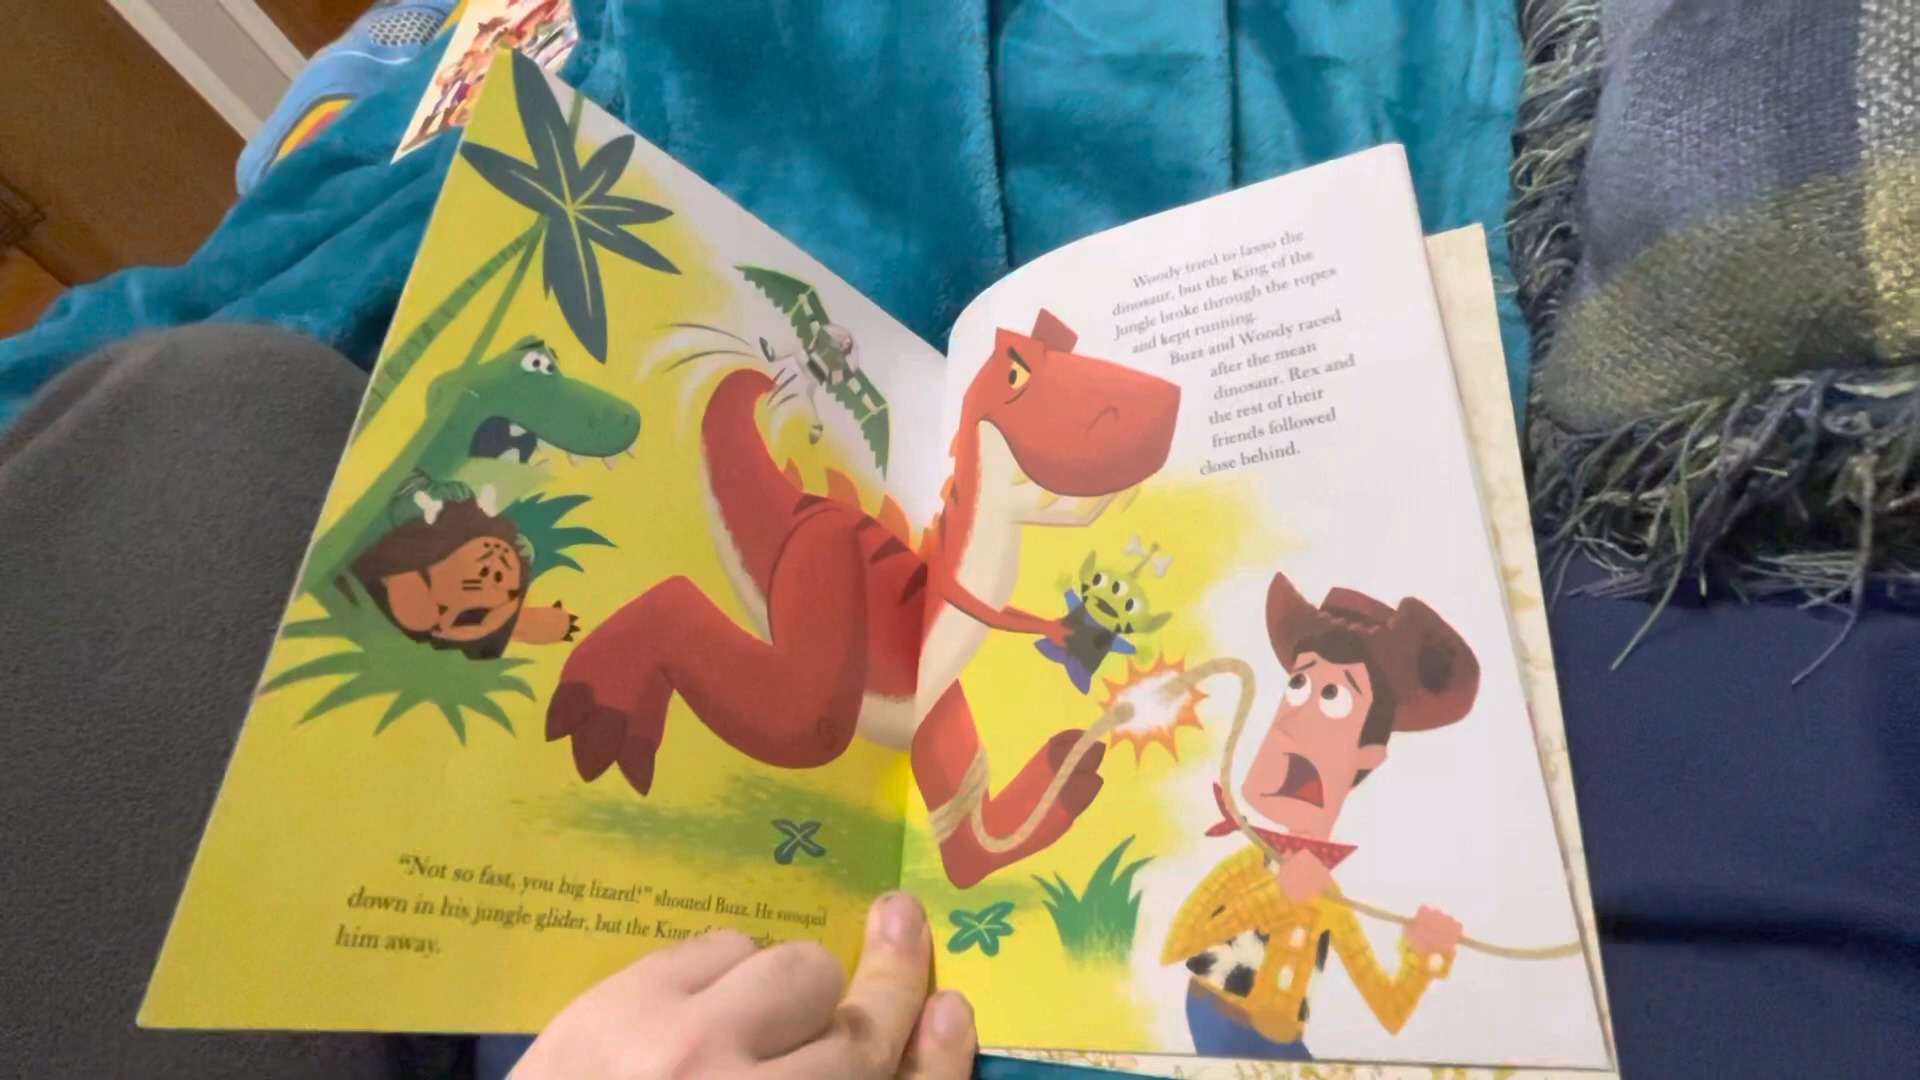 "Not so fast, you big lizard!" shouted Buzz. He swooped
down in his jungle glider, but the King
him away.
Woody tried to lasso the
dinosaur, but the King of the
Jungle broke through the ropes
and kept running.
Buzz and Woody raced
after the mean
dinosaur. Rex and
the rest of their
friends followed
close behind.